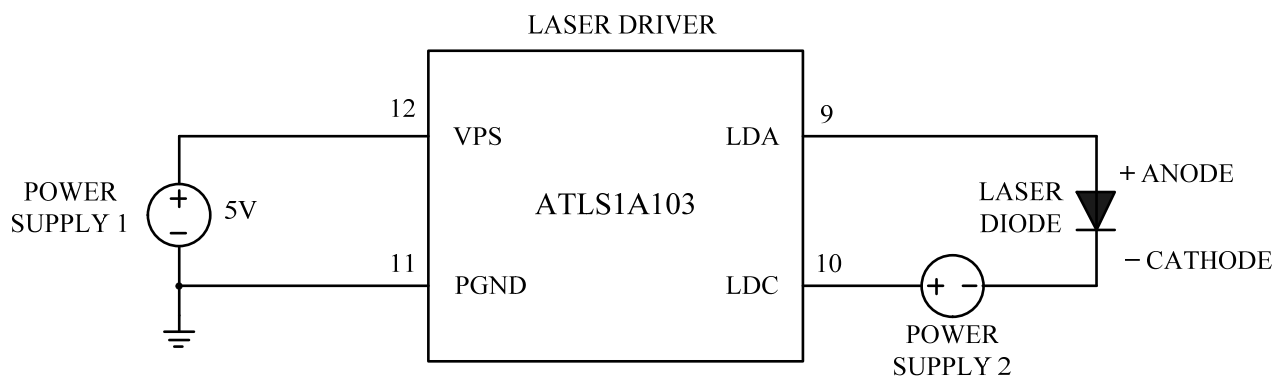 LASER DRIVER
12
VPS
LDA
9
POWER
SUPPLY 1
+
−
5V
ATLS1A103
LASER
DIODE
+ ANODE
− CATHODE
11
PGND
LDC
10
+ −
POWER
SUPPLY 2